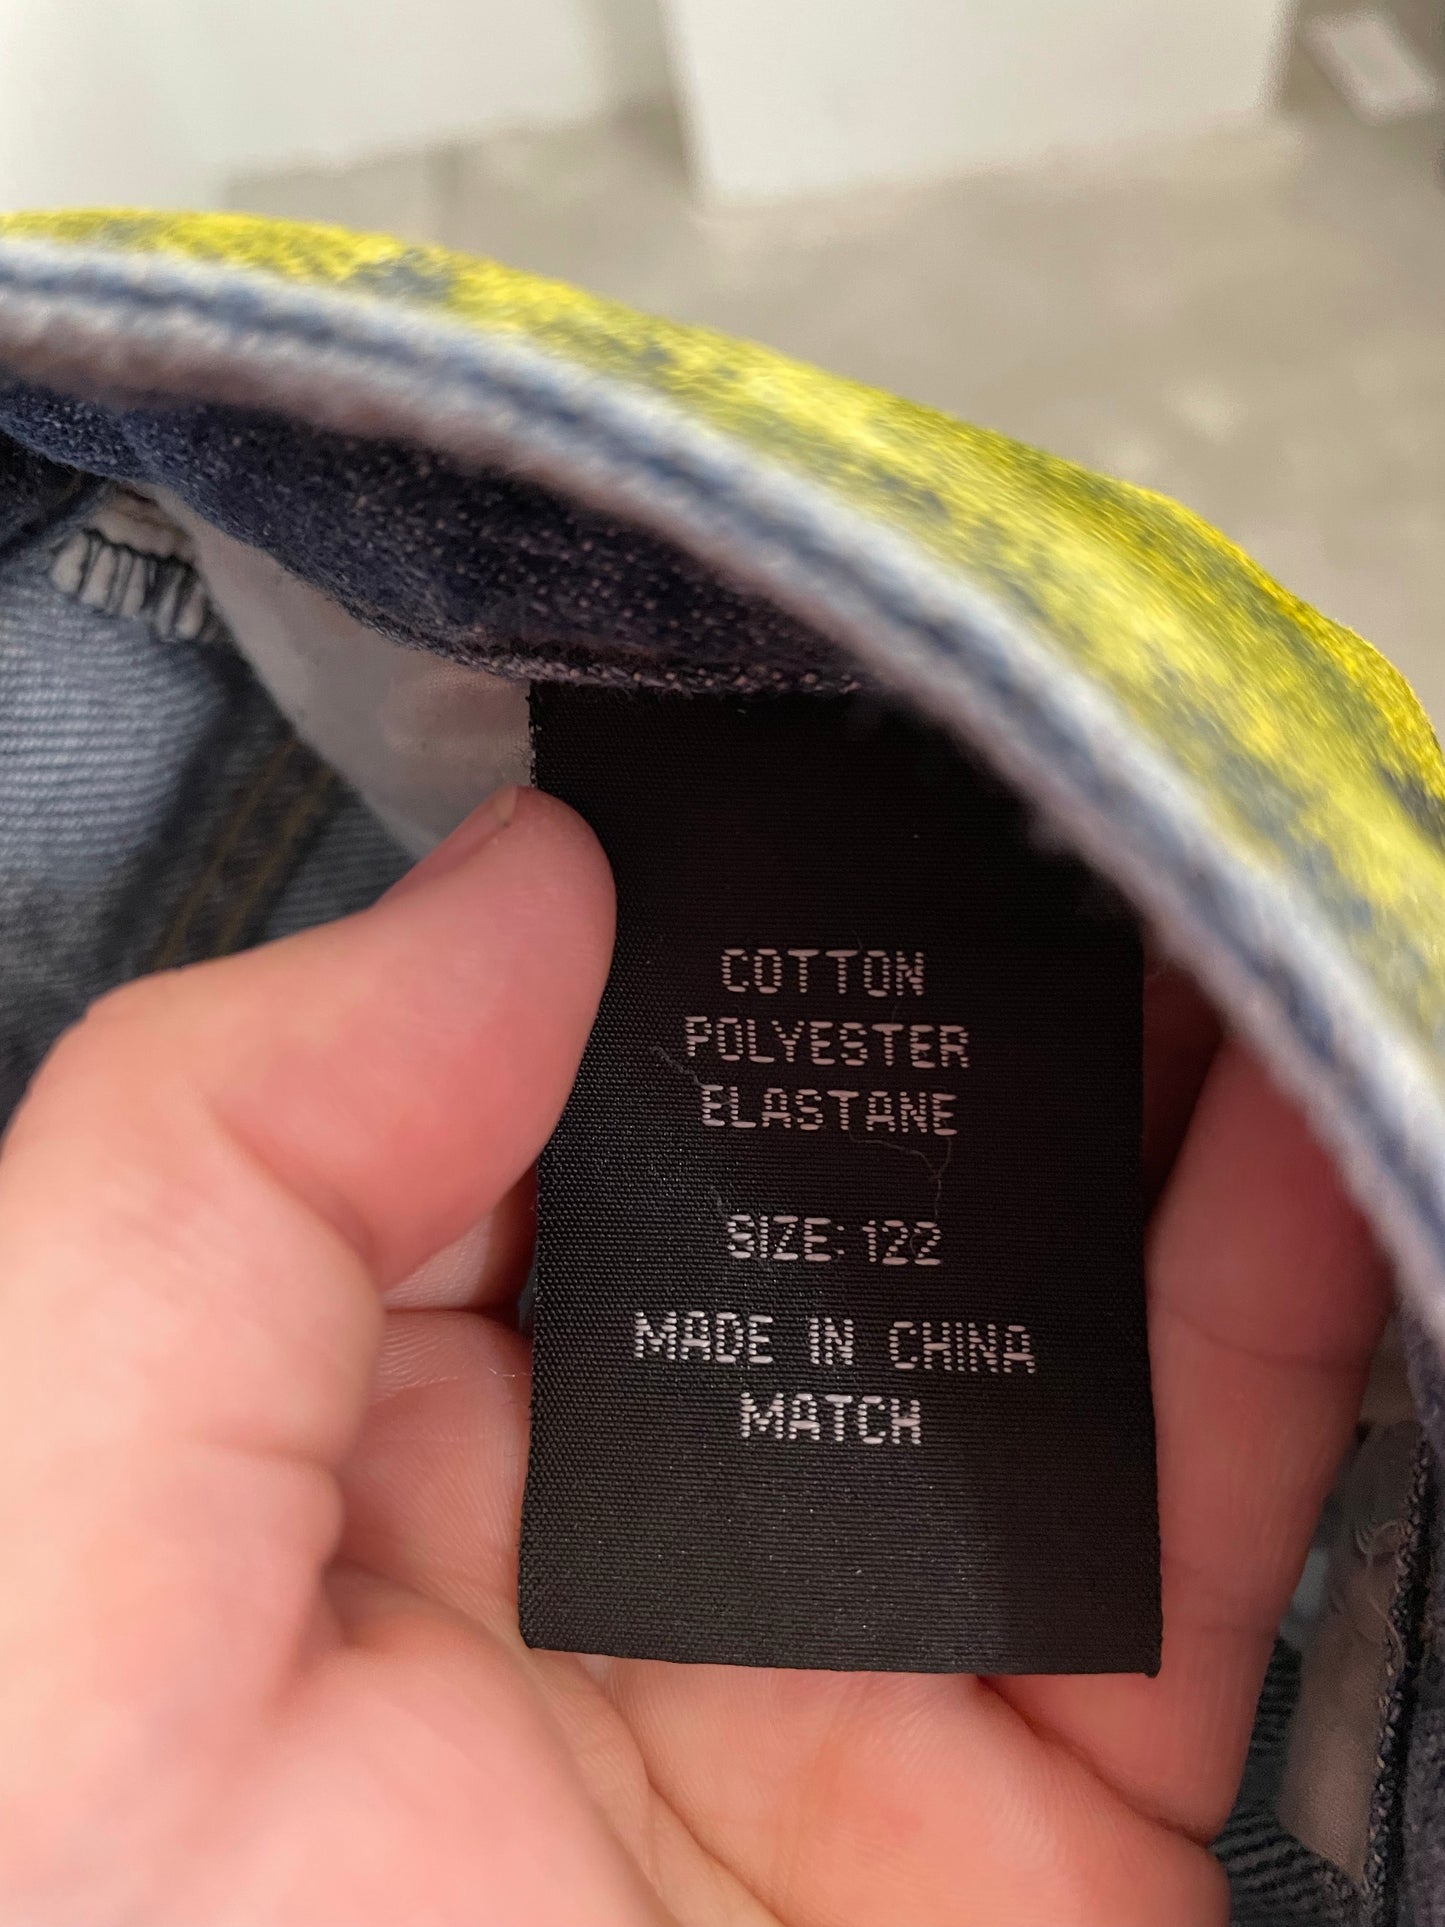 COTTON
POLYESTER
ELASTANE
SIZE: 122
MADE IN CHINA
MATCH